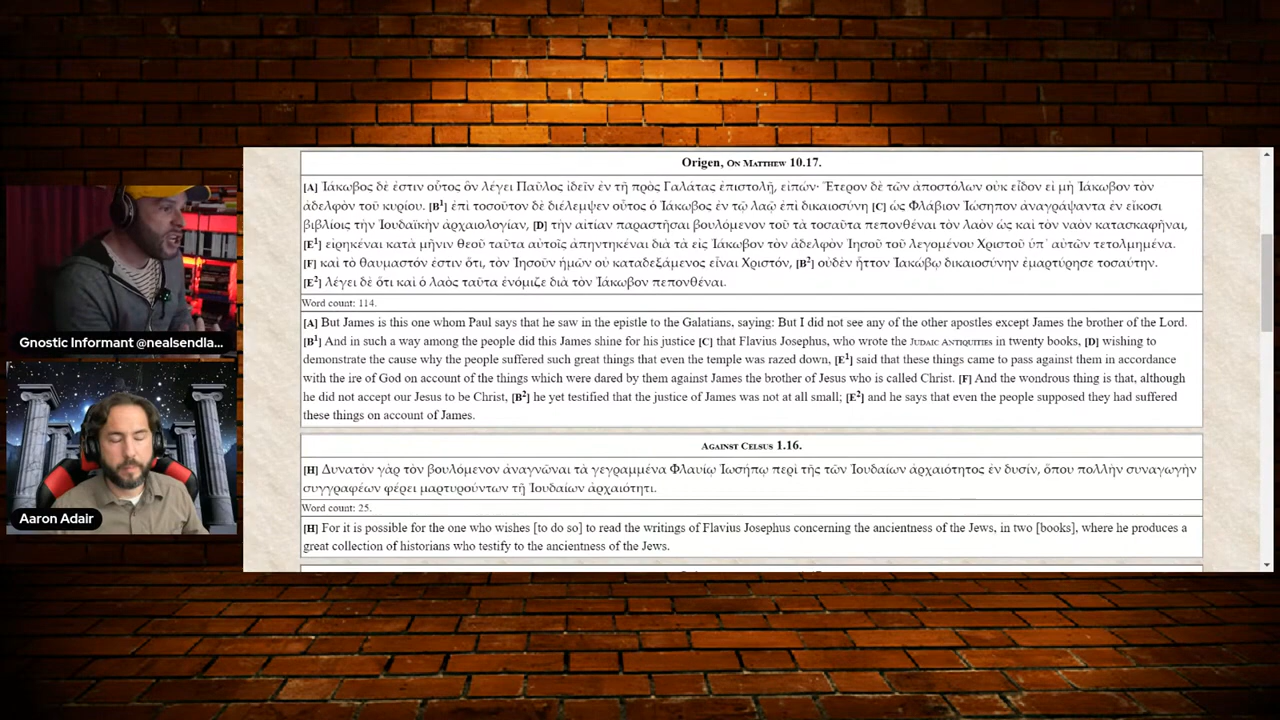 Origen, On Matthew 10.17.
[A] Ἰάκωβος δέ ἐστιν οὗτος ὃν λέγει Παῦλος ἰδεῖν ἐν τῇ πρὸς Γαλάτας ἐπιστολῇ, εἰπών· Ἕτερον δὲ τῶν ἀποστόλων οὐκ εἶδον εἰ μὴ Ἰάκωβον τὸν
ἀδελφὸν τοῦ κυρίου. [B1] ἐπὶ τοσοῦτον δὲ διέλεμψεν οὗτος ὁ Ἰάκωβος ἐν τῷ λαῷ ἐπὶ δικαιοσύνῃ [C] ὡς Φλάβιον Ἰώσηπον ἀναγράψαντα ἐν εἴκοσι
βιβλίοις τὴν Ἰουδαϊκὴν ἀρχαιολογίαν, [D] τὴν αἰτίαν παραστῆσαι βουλόμενον τοῦ τὰ τοσαῦτα πεπονθέναι τὸν λαὸν ὡς καὶ τὸν ναὸν κατασκαφῆναι,
[E1] εἰρηκέναι κατὰ μῆνιν θεοῦ ταῦτα αὐτοῖς ἀπηντηκέναι διὰ τὰ εἰς Ἰάκωβον τὸν ἀδελφὸν Ἰησοῦ τοῦ λεγομένου Χριστοῦ ὑπ᾽ αὐτῶν τετολμημένα.
[F] καὶ τὸ θαυμαστόν ἐστιν ὅτι, τὸν Ἰησοῦν ἡμῶν οὐ καταδεξάμενος εἶναι Χριστόν, [B2] οὐδὲν ἧττον Ἰακώβῳ δικαιοσύνην ἐμαρτύρησε τοσαύτην.
[E2] λέγει δὲ ὅτι καὶ ὁ λαὸς ταῦτα ἐνόμιζε διὰ τὸν Ἰάκωβον πεπονθέναι.
Word count: 114.
[A] But James is this one whom Paul says that he saw in the epistle to the Galatians, saying: But I did not see any of the other apostles except James the brother of the Lord.
[B1] And in such a way among the people did this James shine for his justice [C] that Flavius Josephus, who wrote the Judaic Antiquities in twenty books, [D] wishing to
demonstrate the cause why the people suffered such great things that even the temple was razed down, [E1] said that these things came to pass against them in accordance
with the ire of God on account of the things which were dared by them against James the brother of Jesus who is called Christ. [F] And the wondrous thing is that, although
he did not accept our Jesus to be Christ, [B2] he yet testified that the justice of James was not at all small; [E2] and he says that even the people supposed they had suffered
these things on account of James.
Against Celsus 1.16.
[H] Δυνατὸν γὰρ τὸν βουλόμενον ἀναγνῶναι τὰ γεγραμμένα Φλαυίῳ Ἰωσήπῳ περὶ τῆς τῶν Ἰουδαίων ἀρχαιότητος ἐν δυσίν, ὅπου πολλὴν συναγωγὴν
συγγραφέων φέρει μαρτυρούντων τῇ Ἰουδαίων ἀρχαιότητι.
Word count: 25.
[H] For it is possible for the one who wishes [to do so] to read the writings of Flavius Josephus concerning the ancientness of the Jews, in two [books], where he produces a
great collection of historians who testify to the ancientness of the Jews.
Gnostic Informant @nealsendla...
Aaron Adair